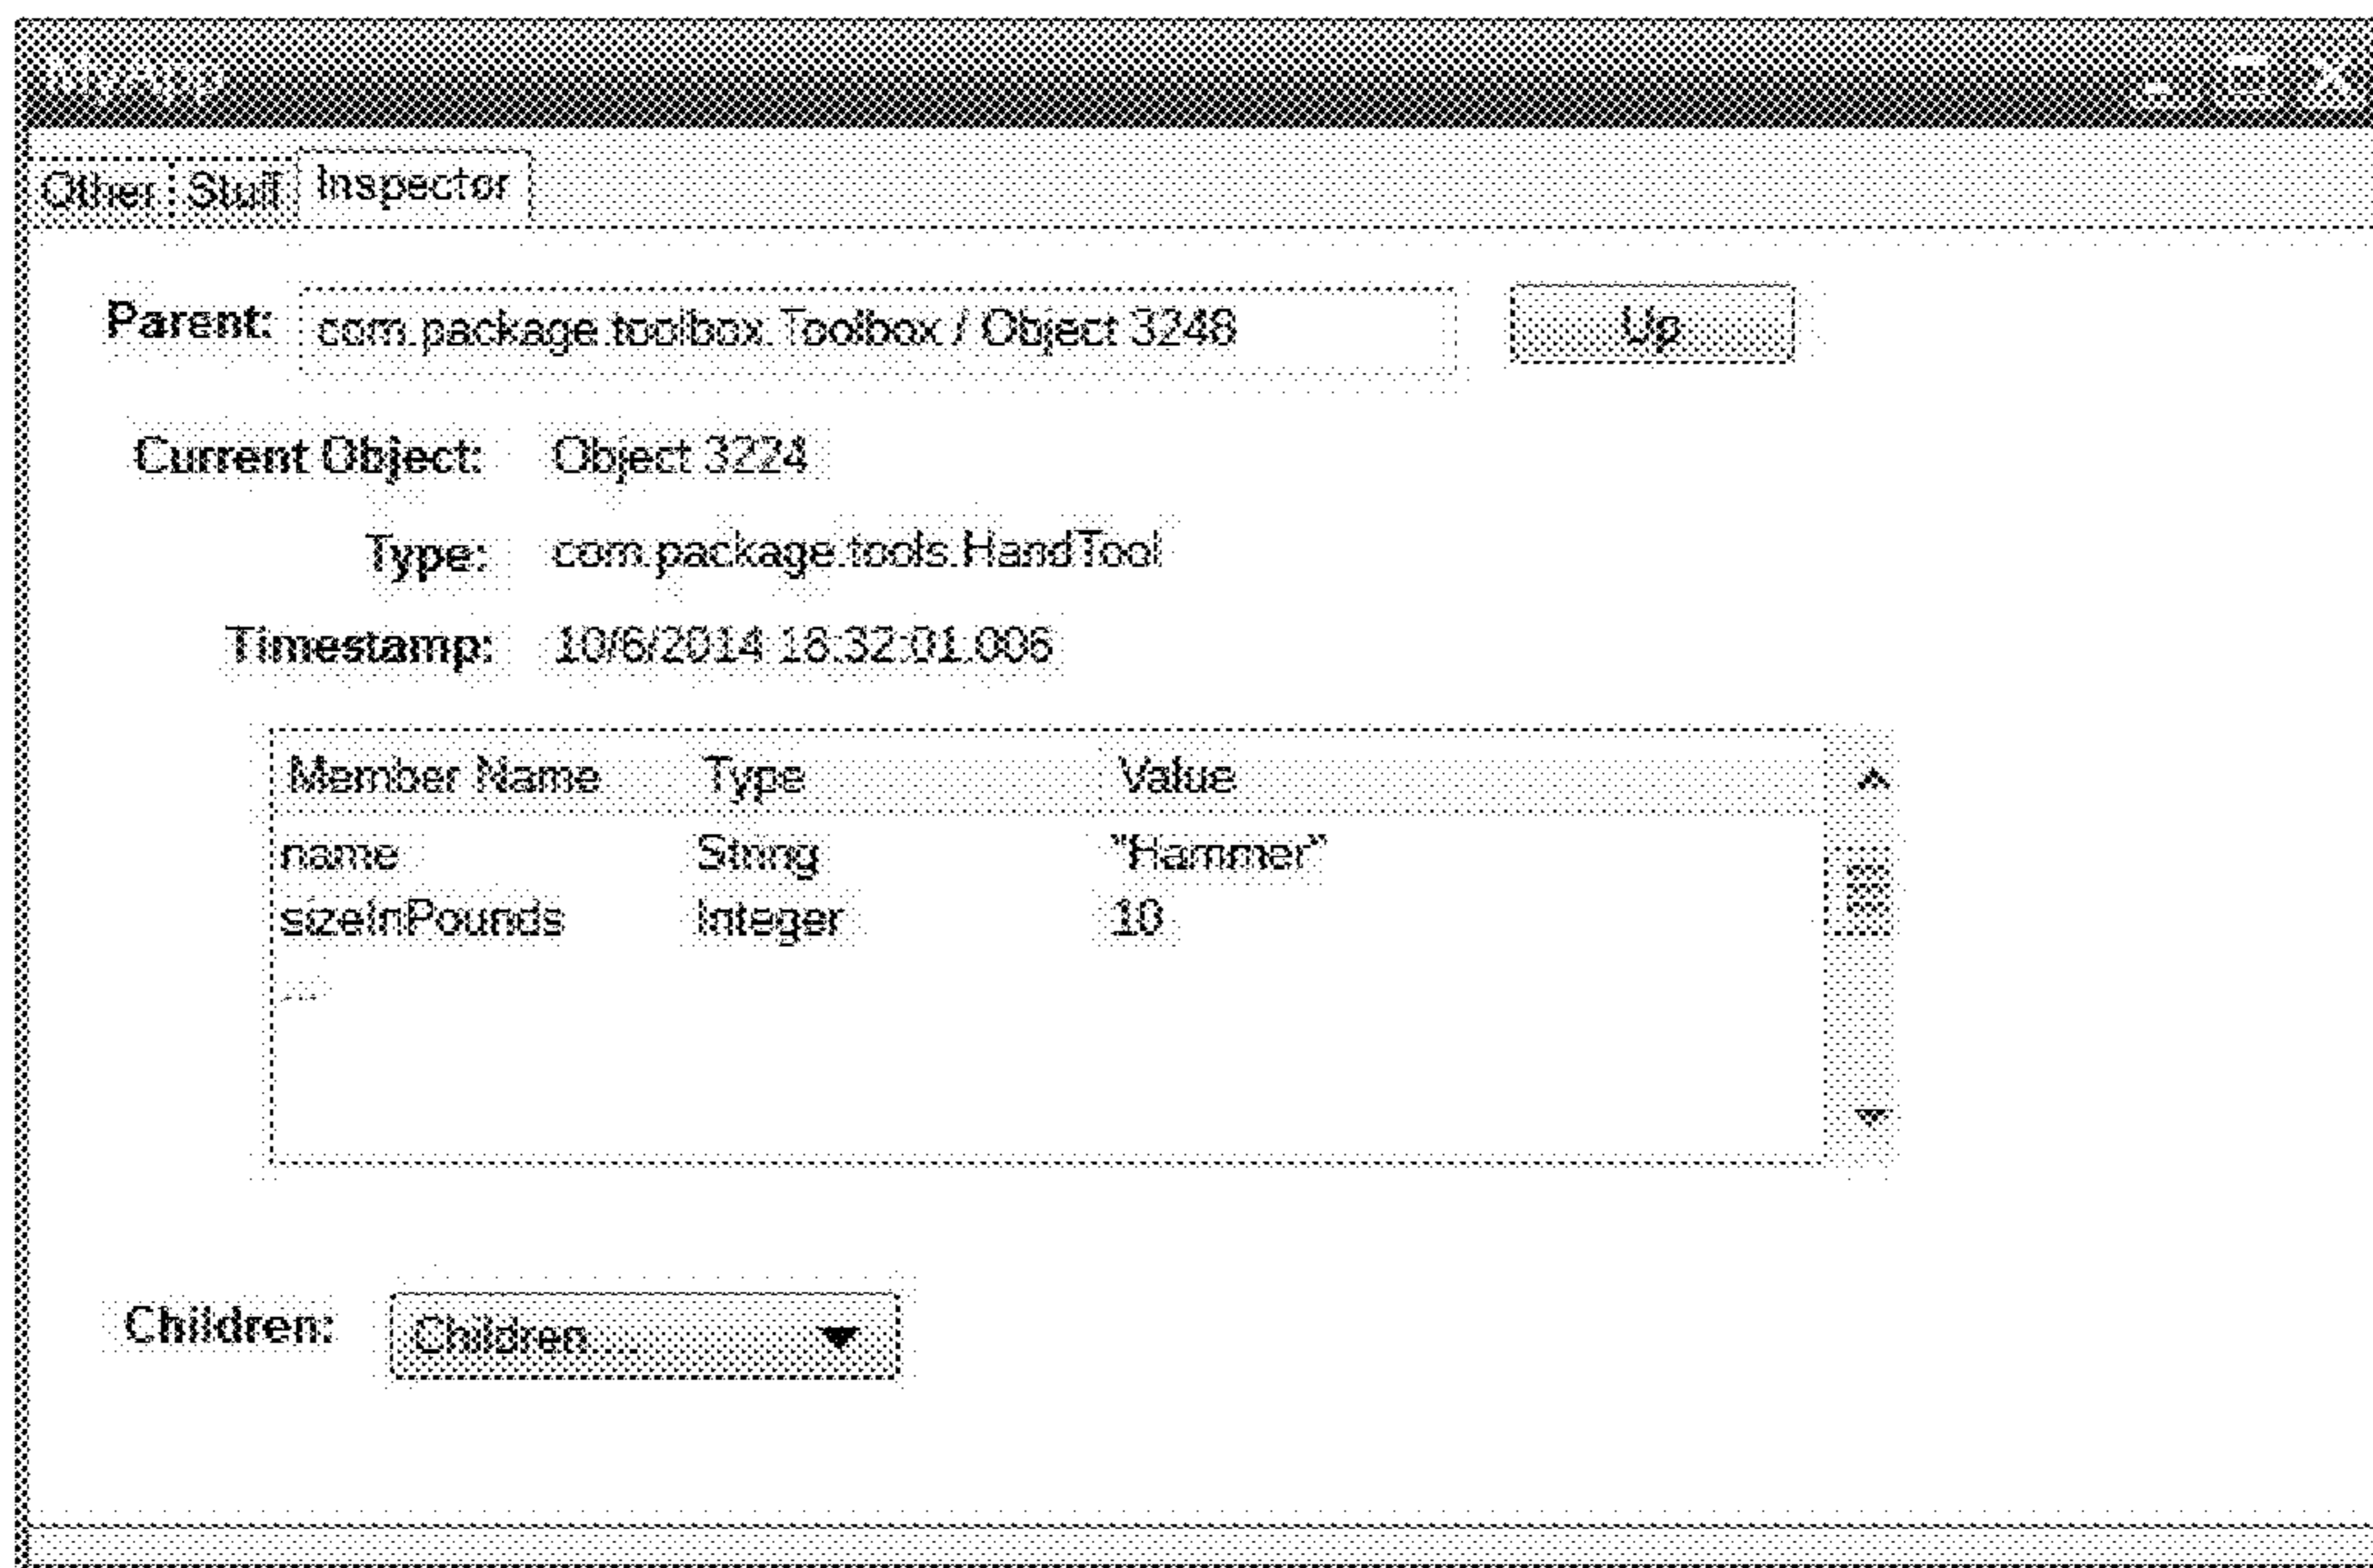 MyApp
Other Stuff Inspector
Parent: com.package.toolbox.Toolbox / Object 3248 Up
Current Object: Object 3224
Type: com.package.tools.HandTool
Timestamp: 10/6/2014 18:32:01.006
Member Name Type Value
name String "Hammer"
sizeInPounds Integer 10
...
Children: Children ...